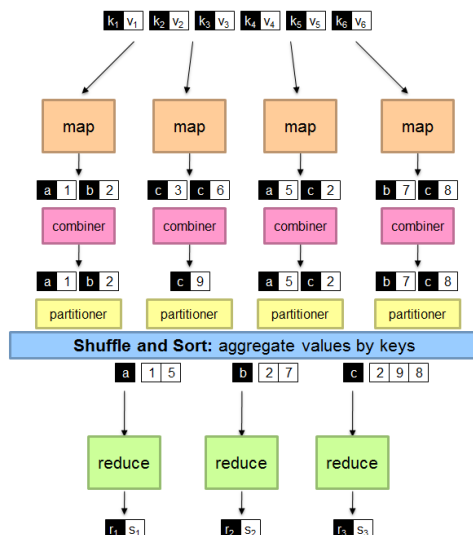 k1 v1 k2 v2 k3 v3 k4 v4 k5 v5 k6 v6
map map map map
a 1 b 2 c 3 c 6 a 5 c 2 b 7 c 8
combiner combiner combiner combiner
a 1 b 2 c 9 a 5 c 2 b 7 c 8
partitioner partitioner partitioner partitioner
Shuffle and Sort: aggregate values by keys
a 1 5 b 2 7 c 2 9 8
reduce reduce reduce
r1 s1 r2 s2 r3 s3